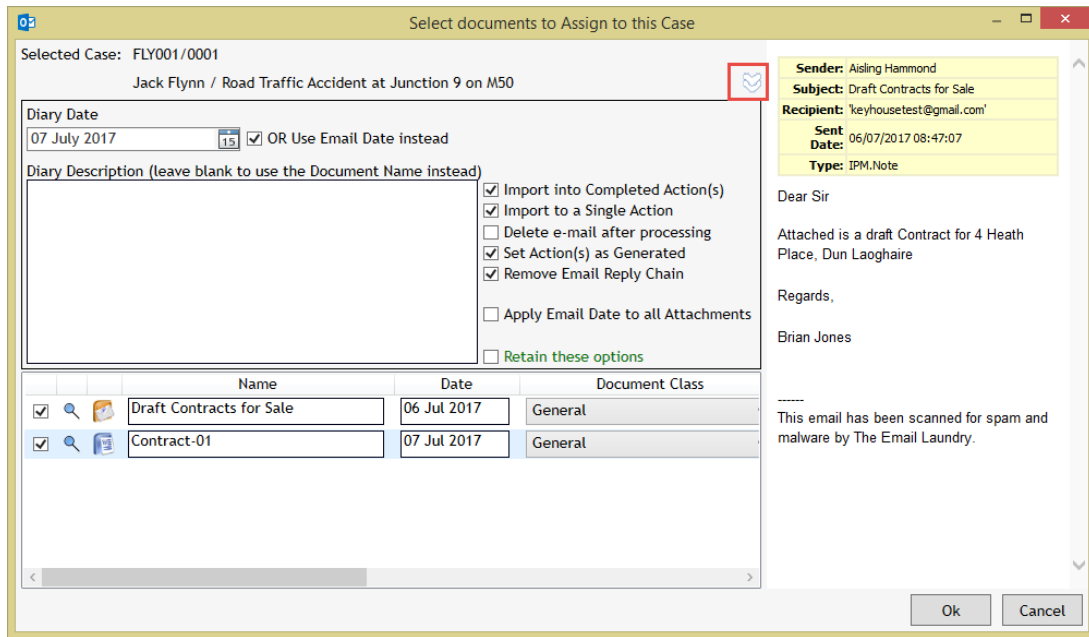 Select documents to Assign to this Case
Selected Case: FLY001/0001
Jack Flynn / Road Traffic Accident at Junction 9 on M50
Diary Date
07 July 2017
15
OR Use Email Date instead
Diary Description (leave blank to use the Document Name instead)
Import into Completed Action(s)
Import to a Single Action
Delete e-mail after processing
Set Action(s) as Generated
Remove Email Reply Chain
Apply Email Date to all Attachments
Retain these options
Name Date Document Class
Draft Contracts for Sale 06 Jul 2017 General
Contract-01 07 Jul 2017 General
Sender: Aisling Hammond
Subject: Draft Contracts for Sale
Recipient: 'keyhousetest@gmail.com'
Sent Date: 06/07/2017 08:47:07
Type: IPM.Note
Dear Sir
Attached is a draft Contract for 4 Heath
Place, Dun Laoghaire
Regards,
Brian Jones
------
This email has been scanned for spam and
malware by The Email Laundry.
Ok Cancel